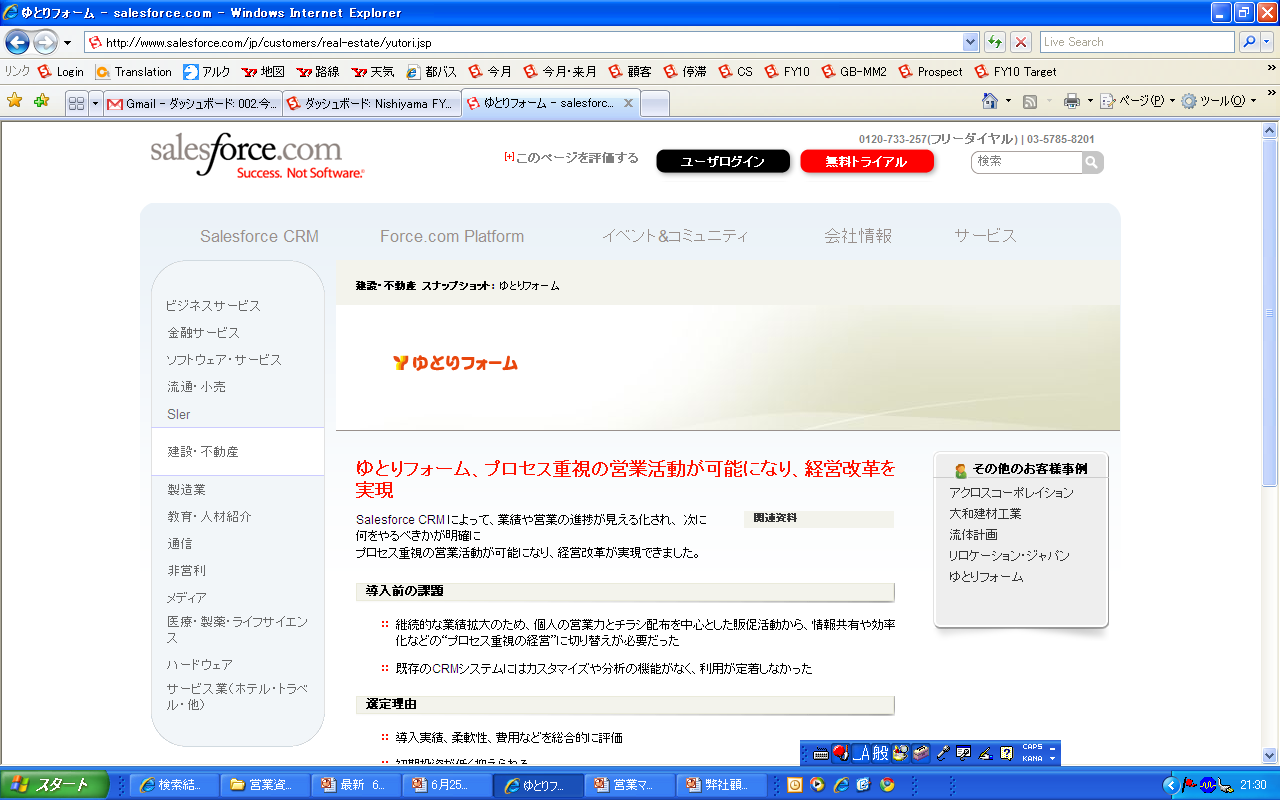 ゆとりフォーム - salesforce.com - Windows Internet Explorer
http://www.salesforce.com/jp/customers/real-estate/yutori.jsp
Live Search
リンク Login Translation アルク 地図 路線 天気 都バス 今月 今月・来月 顧客 停滞 CS FY10 GB-MM2 Prospect FY10 Target
Gmail - ダッシュボード: 002.今... ダッシュボード: Nishiyama FY... ゆとりフォーム - salesforc... ページ(P) ツール(O)
salesforce.com
Success. Not Software.
[+]このページを評価する
ユーザログイン
無料トライアル
0120-733-257(フリーダイヤル) | 03-5785-8201
検索
Salesforce CRM Force.com Platform イベント&コミュニティ 会社情報 サービス
ビジネスサービス
金融サービス
ソフトウェア・サービス
流通・小売
SIer
建設・不動産
製造業
教育・人材紹介
通信
非営利
メディア
医療・製薬・ライフサイエン
ス
ハードウェア
サービス業(ホテル・トラベ
ル・他)
建設・不動産 スナップショット: ゆとりフォーム
ゆとりフォーム
ゆとりフォーム、プロセス重視の営業活動が可能になり、経営改革を
実現
Salesforce CRMによって、業績や営業の進捗が見える化され、次に
何をやるべきかが明確に
プロセス重視の営業活動が可能になり、経営改革が実現できました。
関連資料
導入前の課題
継続的な業績拡大のため、個人の営業力とチラシ配布を中心とした販促活動から、情報共有や効率
化などの“プロセス重視の経営”に切り替えが必要だった
既存のCRMシステムにはカスタマイズや分析の機能がなく、利用が定着しなかった
選定理由
導入実績、柔軟性、費用などを総合的に評価
初期投資が低く抑えられる
その他のお客様事例
アクロスコーポレイション
大和建材工業
流体計画
リロケーション・ジャパン
ゆとりフォーム
A 般 CAPS
KANA
スタート 検索結... 営業資... 最新 6... 6月25... ゆとりフ... 営業マ... 弊社顧... 21:30